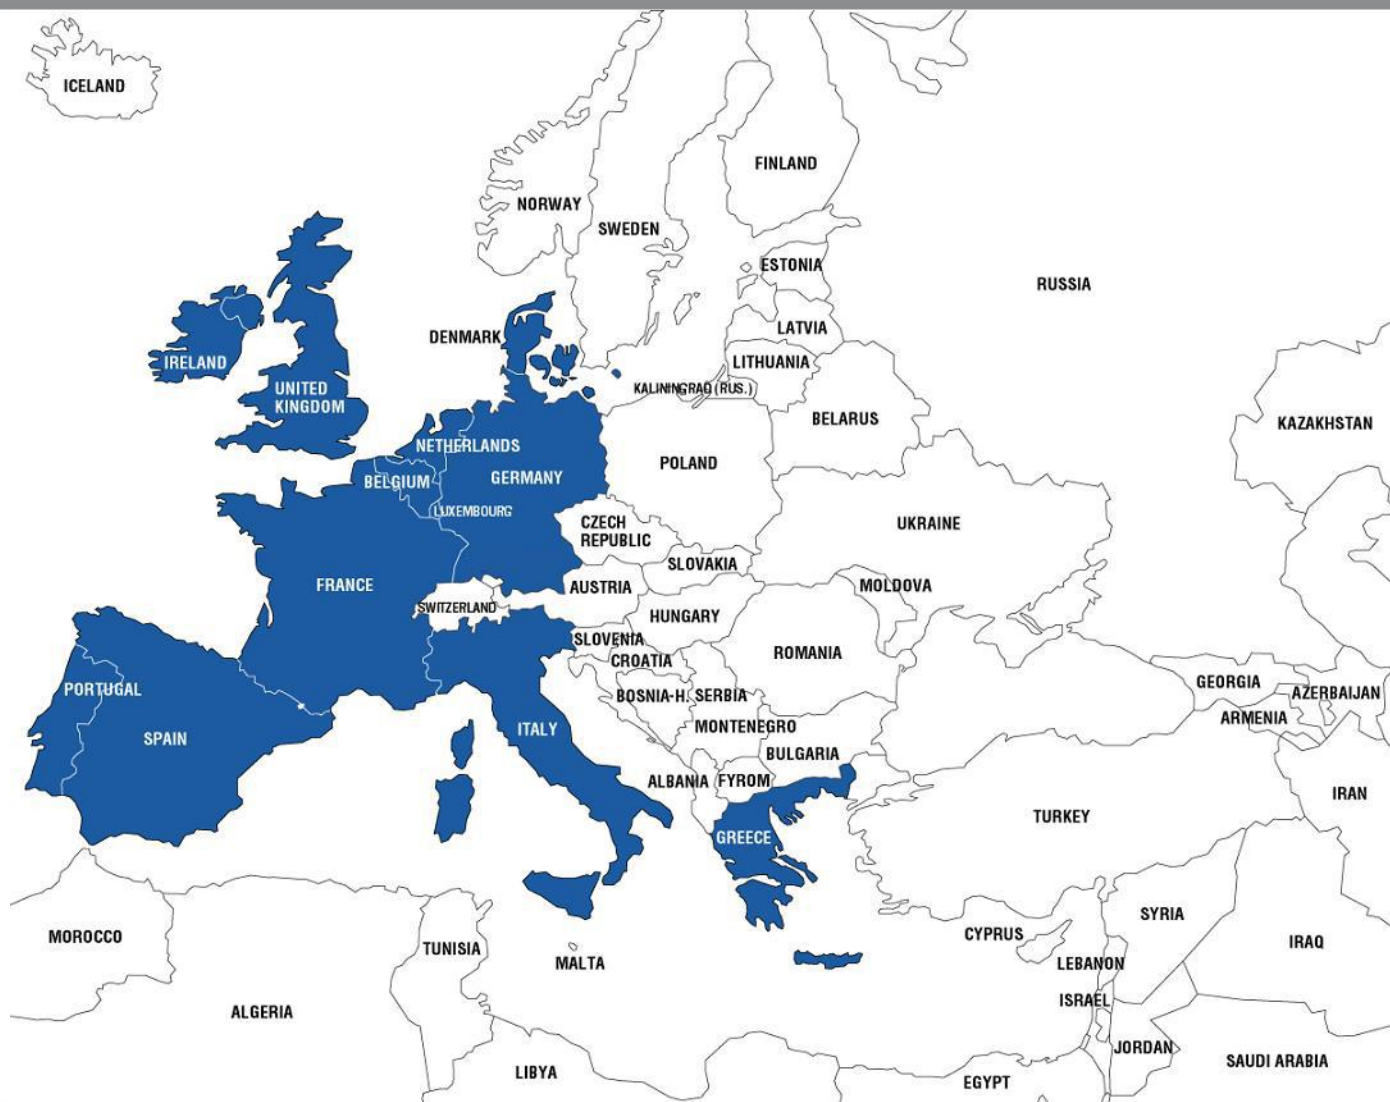 ICELAND
FINLAND
NORWAY
SWEDEN
ESTONIA
RUSSIA
LATVIA
DENMARK
LITHUANIA
IRELAND
KALININGRAD (RUS.)
UNITED
KINGDOM
BELARUS
KAZAKHSTAN
NETHERLANDS
POLAND
BELGIUM
GERMANY
LUXEMBOURG
CZECH
REPUBLIC
UKRAINE
SLOVAKIA
FRANCE
AUSTRIA
MOLDOVA
SWITZERLAND
HUNGARY
SLOVENIA
ROMANIA
CROATIA
GEORGIA
PORTUGAL
BOSNIA-H.
SERBIA
AZERBAIJAN
ARMENIA
MONTENEGRO
ITALY
SPAIN
BULGARIA
ALBANIA
FYROM
IRAN
TURKEY
GREECE
SYRIA
MOROCCO
CYPRUS
IRAQ
TUNISIA
MALTA
LEBANON
ISRAEL
ALGERIA
JORDAN
SAUDI ARABIA
LIBYA
EGYPT